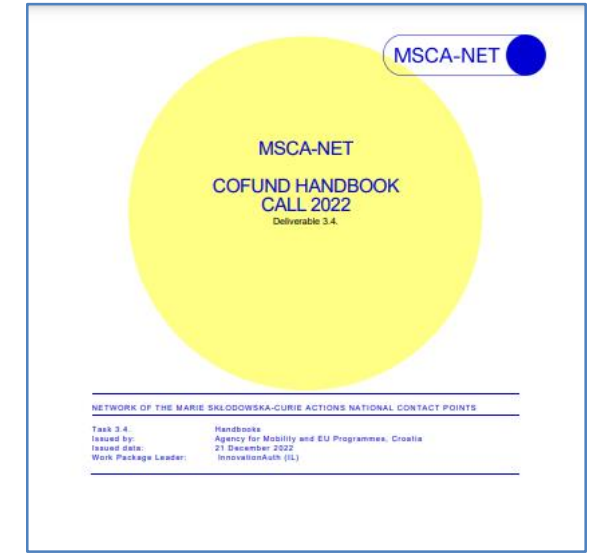 MSCA-NET
MSCA-NET
COFUND HANDBOOK
CALL 2022
Deliverable 3.4.
NETWORK OF THE MARIE SKŁODOWSKA-CURIE ACTIONS NATIONAL CONTACT POINTS
Task 3.4. Handbooks
Issued by: Agency for Mobility and EU Programmes, Croatia
Issued data: 21 December 2022
Work Package Leader: InnovationAuth (IL)